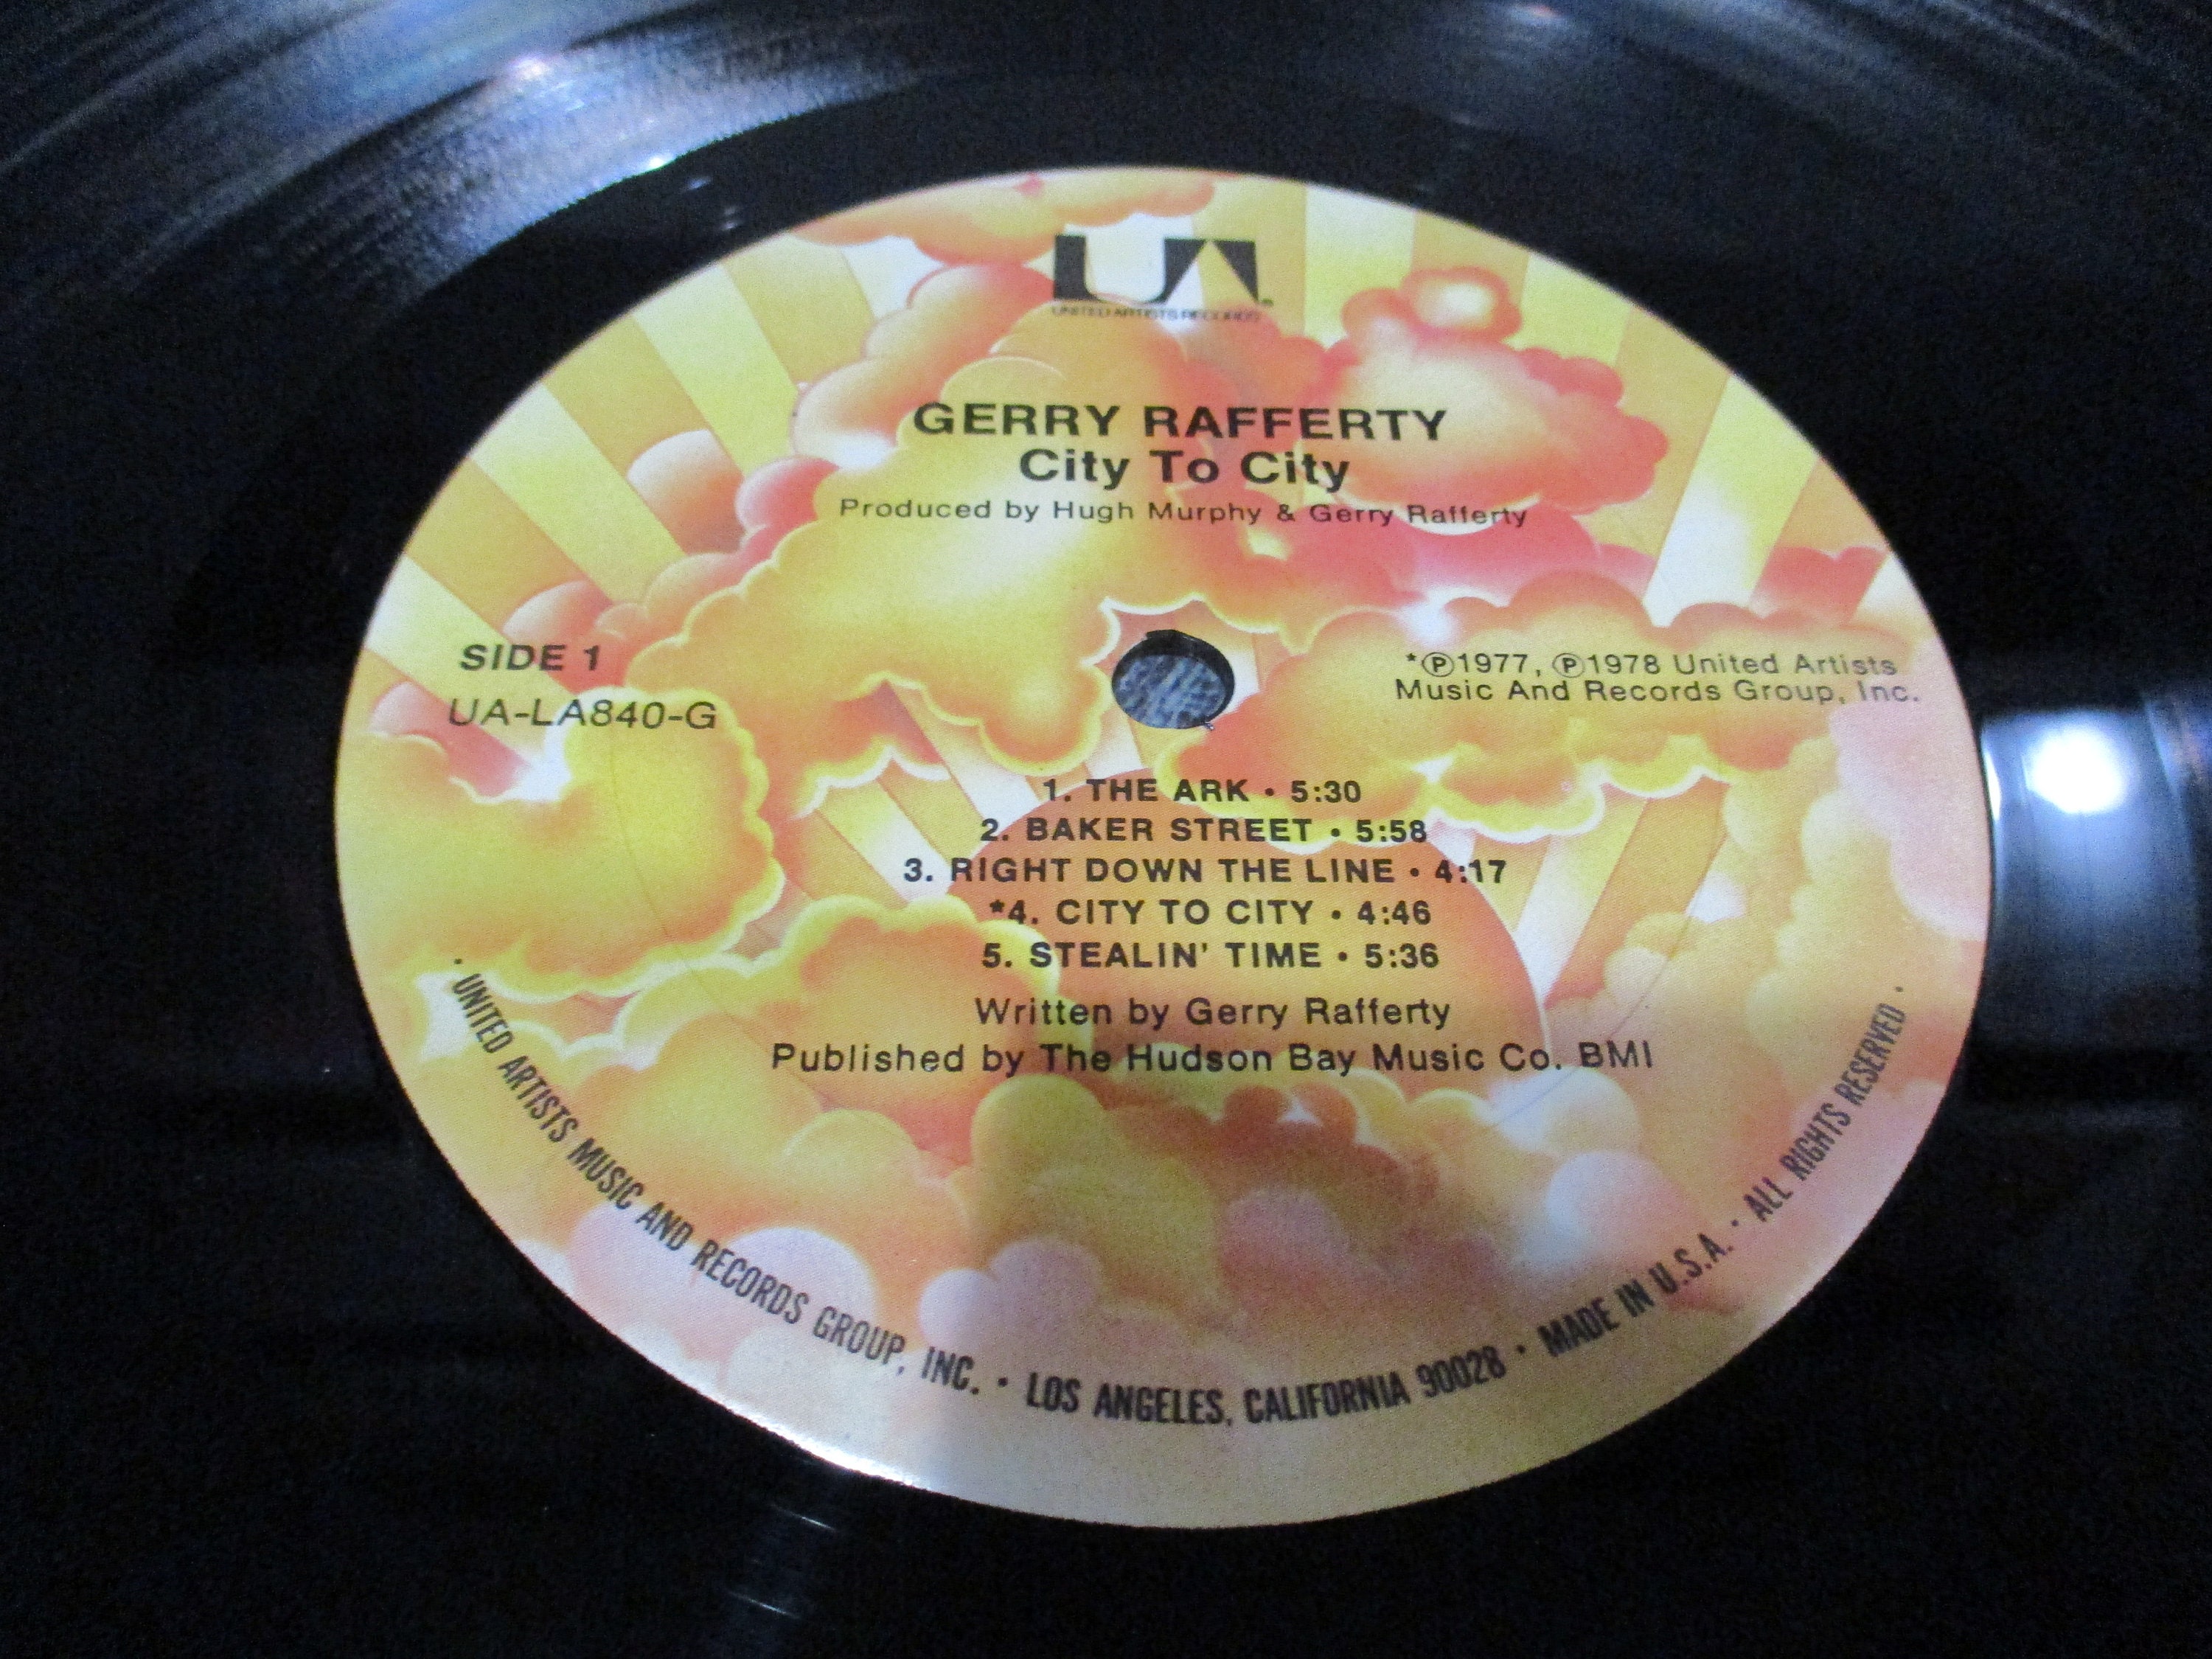 UA®
UNITED ARTISTS RECORDS
GERRY RAFFERTY
City To City
Produced by Hugh Murphy & Gerry Rafferty
SIDE 1
UA-LA840-G
*Ⓟ1977, Ⓟ1978 United Artists
Music And Records Group, Inc.
1. THE ARK • 5:30
2. BAKER STREET • 5:58
3. RIGHT DOWN THE LINE • 4:17
*4. CITY TO CITY • 4:46
5. STEALIN' TIME • 5:36
Written by Gerry Rafferty
Published by The Hudson Bay Music Co. BMI
• UNITED ARTISTS MUSIC AND RECORDS GROUP, INC. • LOS ANGELES, CALIFORNIA 90028 • MADE IN U.S.A. • ALL RIGHTS RESERVED •